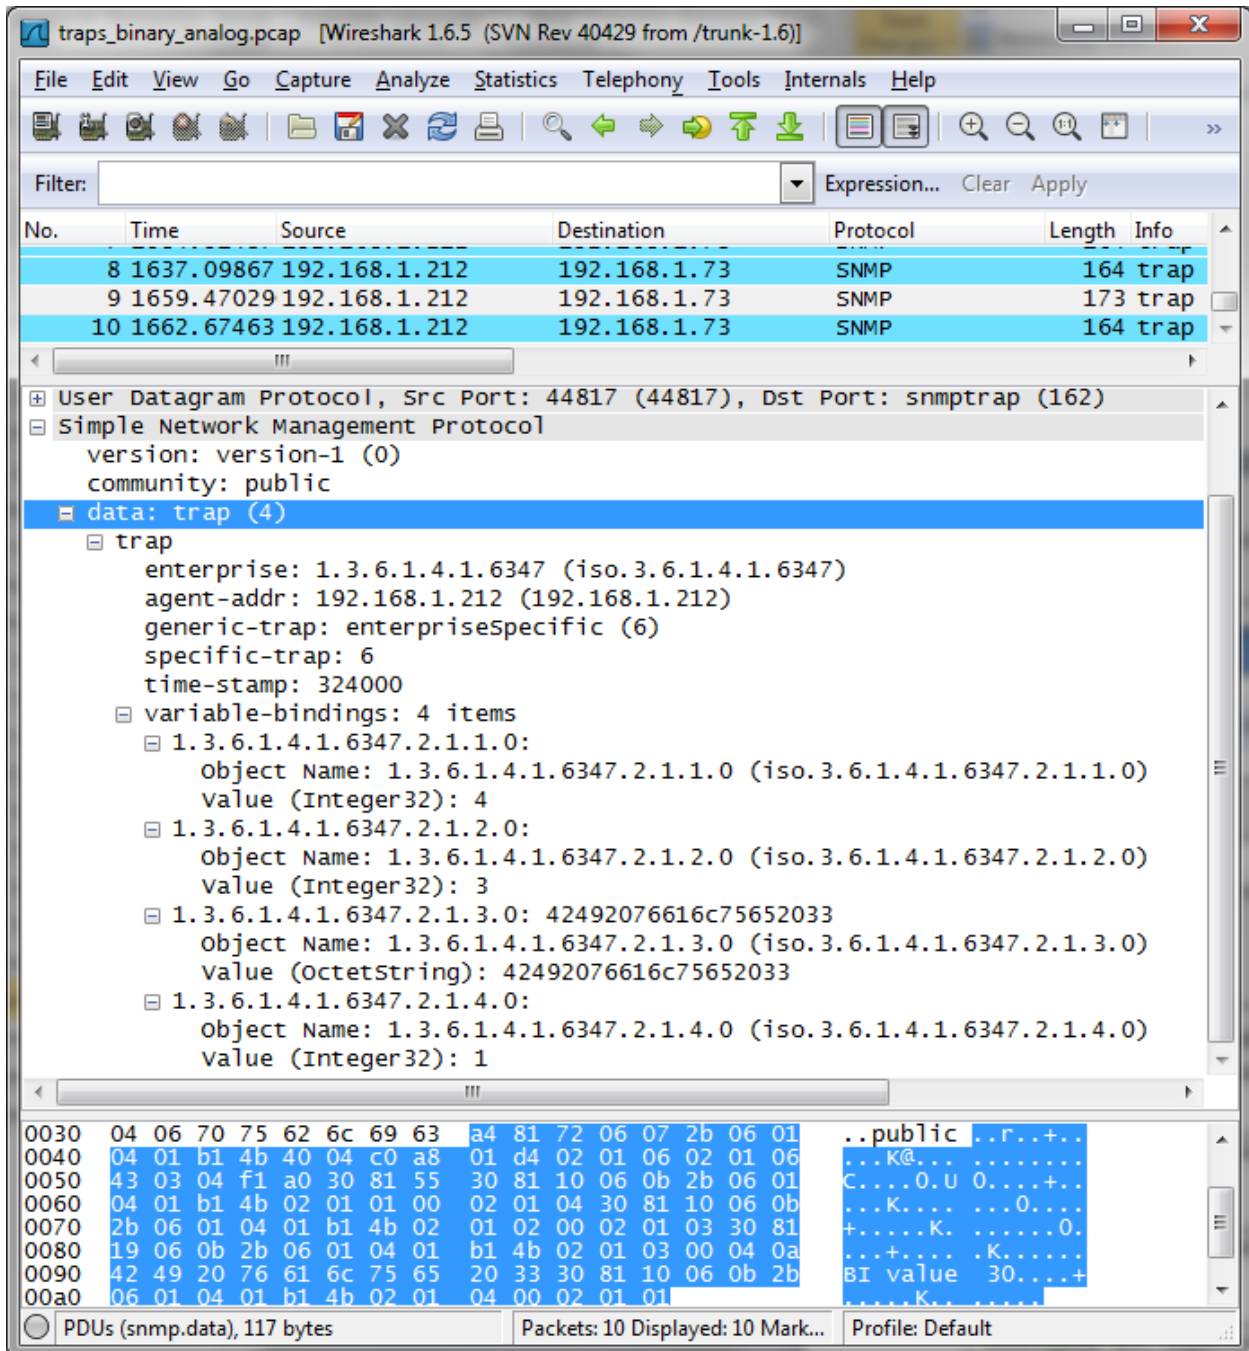 traps_binary_analog.pcap [Wireshark 1.6.5 (SVN Rev 40429 from /trunk-1.6)]
File Edit View Go Capture Analyze Statistics Telephony Tools Internals Help
Filter: Expression... Clear Apply
No. Time Source Destination Protocol Length Info
8 1637.09867 192.168.1.212 192.168.1.73 SNMP 164 trap
9 1659.47029 192.168.1.212 192.168.1.73 SNMP 173 trap
10 1662.67463 192.168.1.212 192.168.1.73 SNMP 164 trap
User Datagram Protocol, Src Port: 44817 (44817), Dst Port: snmptrap (162)
Simple Network Management Protocol
version: version-1 (0)
community: public
data: trap (4)
trap
enterprise: 1.3.6.1.4.1.6347 (iso.3.6.1.4.1.6347)
agent-addr: 192.168.1.212 (192.168.1.212)
generic-trap: enterpriseSpecific (6)
specific-trap: 6
time-stamp: 324000
variable-bindings: 4 items
1.3.6.1.4.1.6347.2.1.1.0:
Object Name: 1.3.6.1.4.1.6347.2.1.1.0 (iso.3.6.1.4.1.6347.2.1.1.0)
Value (Integer32): 4
1.3.6.1.4.1.6347.2.1.2.0:
Object Name: 1.3.6.1.4.1.6347.2.1.2.0 (iso.3.6.1.4.1.6347.2.1.2.0)
Value (Integer32): 3
1.3.6.1.4.1.6347.2.1.3.0: 42492076616c75652033
Object Name: 1.3.6.1.4.1.6347.2.1.3.0 (iso.3.6.1.4.1.6347.2.1.3.0)
Value (OctetString): 42492076616c75652033
1.3.6.1.4.1.6347.2.1.4.0:
Object Name: 1.3.6.1.4.1.6347.2.1.4.0 (iso.3.6.1.4.1.6347.2.1.4.0)
Value (Integer32): 1
0030 04 06 70 75 62 6c 69 63 a4 81 72 06 07 2b 06 01 ..public ..r..+..
0040 04 01 b1 4b 40 04 c0 a8 01 d4 02 01 06 02 01 06 ...K@... ........
0050 43 03 04 f1 a0 30 81 55 30 81 10 06 0b 2b 06 01 C....0.U 0....+..
0060 04 01 b1 4b 02 01 01 00 02 01 04 30 81 10 06 0b ...K.... ...0....
0070 2b 06 01 04 01 b1 4b 02 01 02 00 02 01 03 30 81 +.....K. ......0.
0080 19 06 0b 2b 06 01 04 01 b1 4b 02 01 03 00 04 0a ...+.... .K......
0090 42 49 20 76 61 6c 75 65 20 33 30 81 10 06 0b 2b BI value 30....+
00a0 06 01 04 01 b1 4b 02 01 04 00 02 01 01 .....K.. .....
PDUs (snmp.data), 117 bytes Packets: 10 Displayed: 10 Mark... Profile: Default